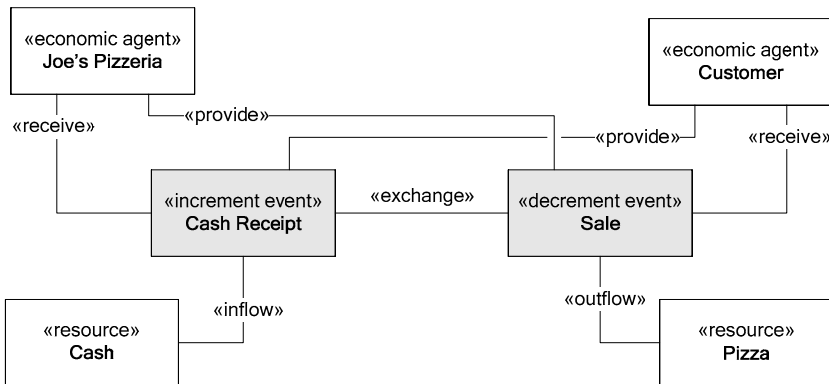 «economic agent»
Joe's Pizzeria
«economic agent»
Customer
«receive»
«provide»
«provide»
«receive»
«increment event»
Cash Receipt
«exchange»
«decrement event»
Sale
«inflow»
«outflow»
«resource»
Cash
«resource»
Pizza